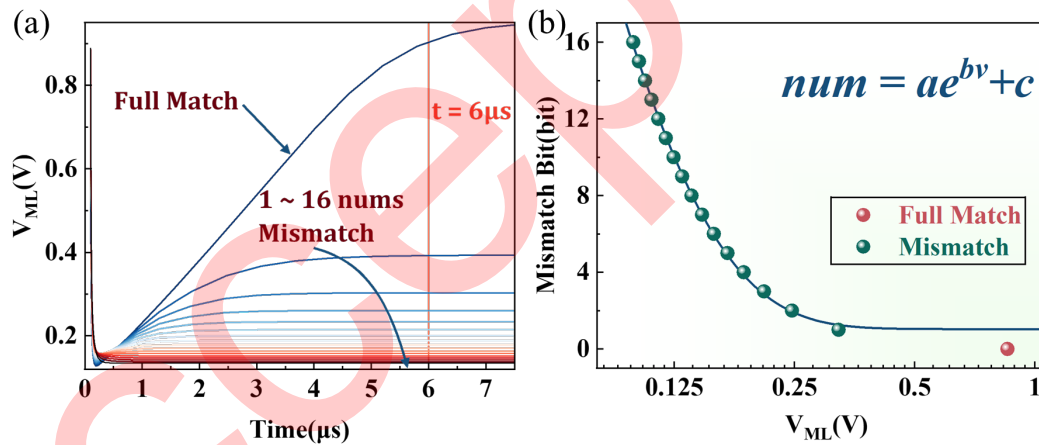 (a)
V_ML(V)
0.8
0.6
0.4
0.2
0 1 2 3 4 5 6 7
Time(μs)
Full Match
t = 6μs
1 ~ 16 nums
Mismatch
(b)
Mismatch Bit(bit)
16
12
8
4
0
0.125 0.25 0.5 1
V_ML(V)
num = ae^{bv}+c
Full Match
Mismatch
ccep